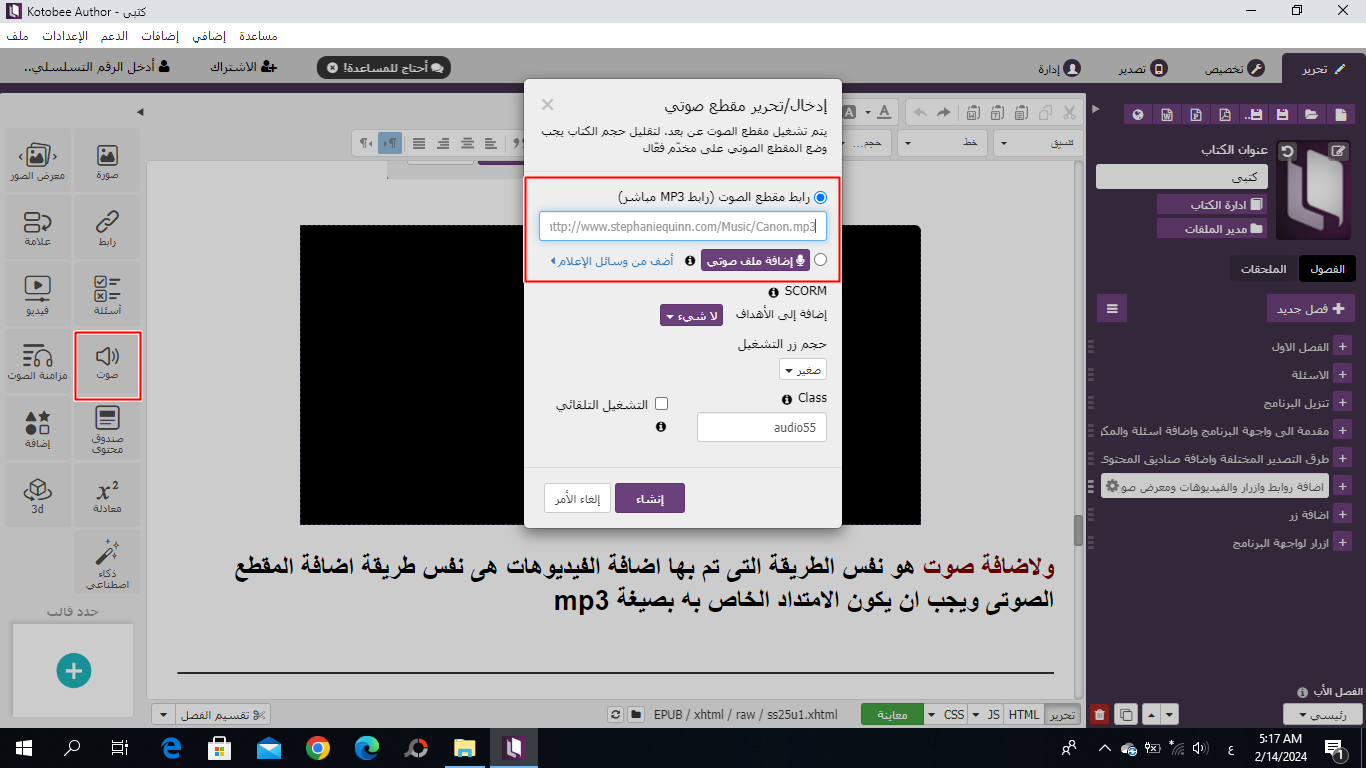 Kotobee Author - كتبى
ملف الإعدادات الدعم إضافات إضافي مساعدة
تحرير
تخصيص
تصدير
إدارة
أحتاج للمساعدة!
الاشتراك
أدخل الرقم التسلسلي..
عنوان الكتاب
كتبى
ادارة الكتاب
مدير الملفات
الفصول
الملحقات
فصل جديد
الفصل الاول
الاسئلة
تنزيل البرنامج
مقدمة الى واجهة البرنامج واضافة اسئلة والمكر
طرق التصدير المختلفة واضافة صناديق المحتوى
اضافة روابط وازرار والفيديوهات ومعرض صو
اضافة زر
ازرار لواجهة البرنامج
الفصل الأب
رئيسي
تنسيق
خط
حجم...
إدخال/تحرير مقطع صوتي
يتم تشغيل مقطع الصوت عن بعد. لتقليل حجم الكتاب يجب
وضع المقطع الصوتي على مخدّم فعّال
رابط مقطع الصوت (رابط MP3 مباشر)
ttp://www.stephaniequinn.com/Music/Canon.mp3
إضافة ملف صوتي
أضف من وسائل الإعلام
SCORM
إضافة إلى الأهداف
لا شيء
حجم زر التشغيل
صغير
Class
التشغيل التلقائي
audio55
إنشاء
إلغاء الأمر
ولاضافة صوت هو نفس الطريقة التى تم بها اضافة الفيديوهات هى نفس طريقة اضافة المقطع
الصوتى ويجب ان يكون الامتداد الخاص به بصيغة mp3
صورة
معرض الصور
رابط
علامة
أسئلة
فيديو
صوت
مزامنة الصوت
صندوق
محتوى
إضافة
معادلة
3d
ذكاء
اصطناعي
حدد قالب
تحرير
HTML
JS
CSS
معاينة
EPUB / xhtml / raw / ss25u1.xhtml
تقسيم الفصل
ع
5:17 AM
2/14/2024
1